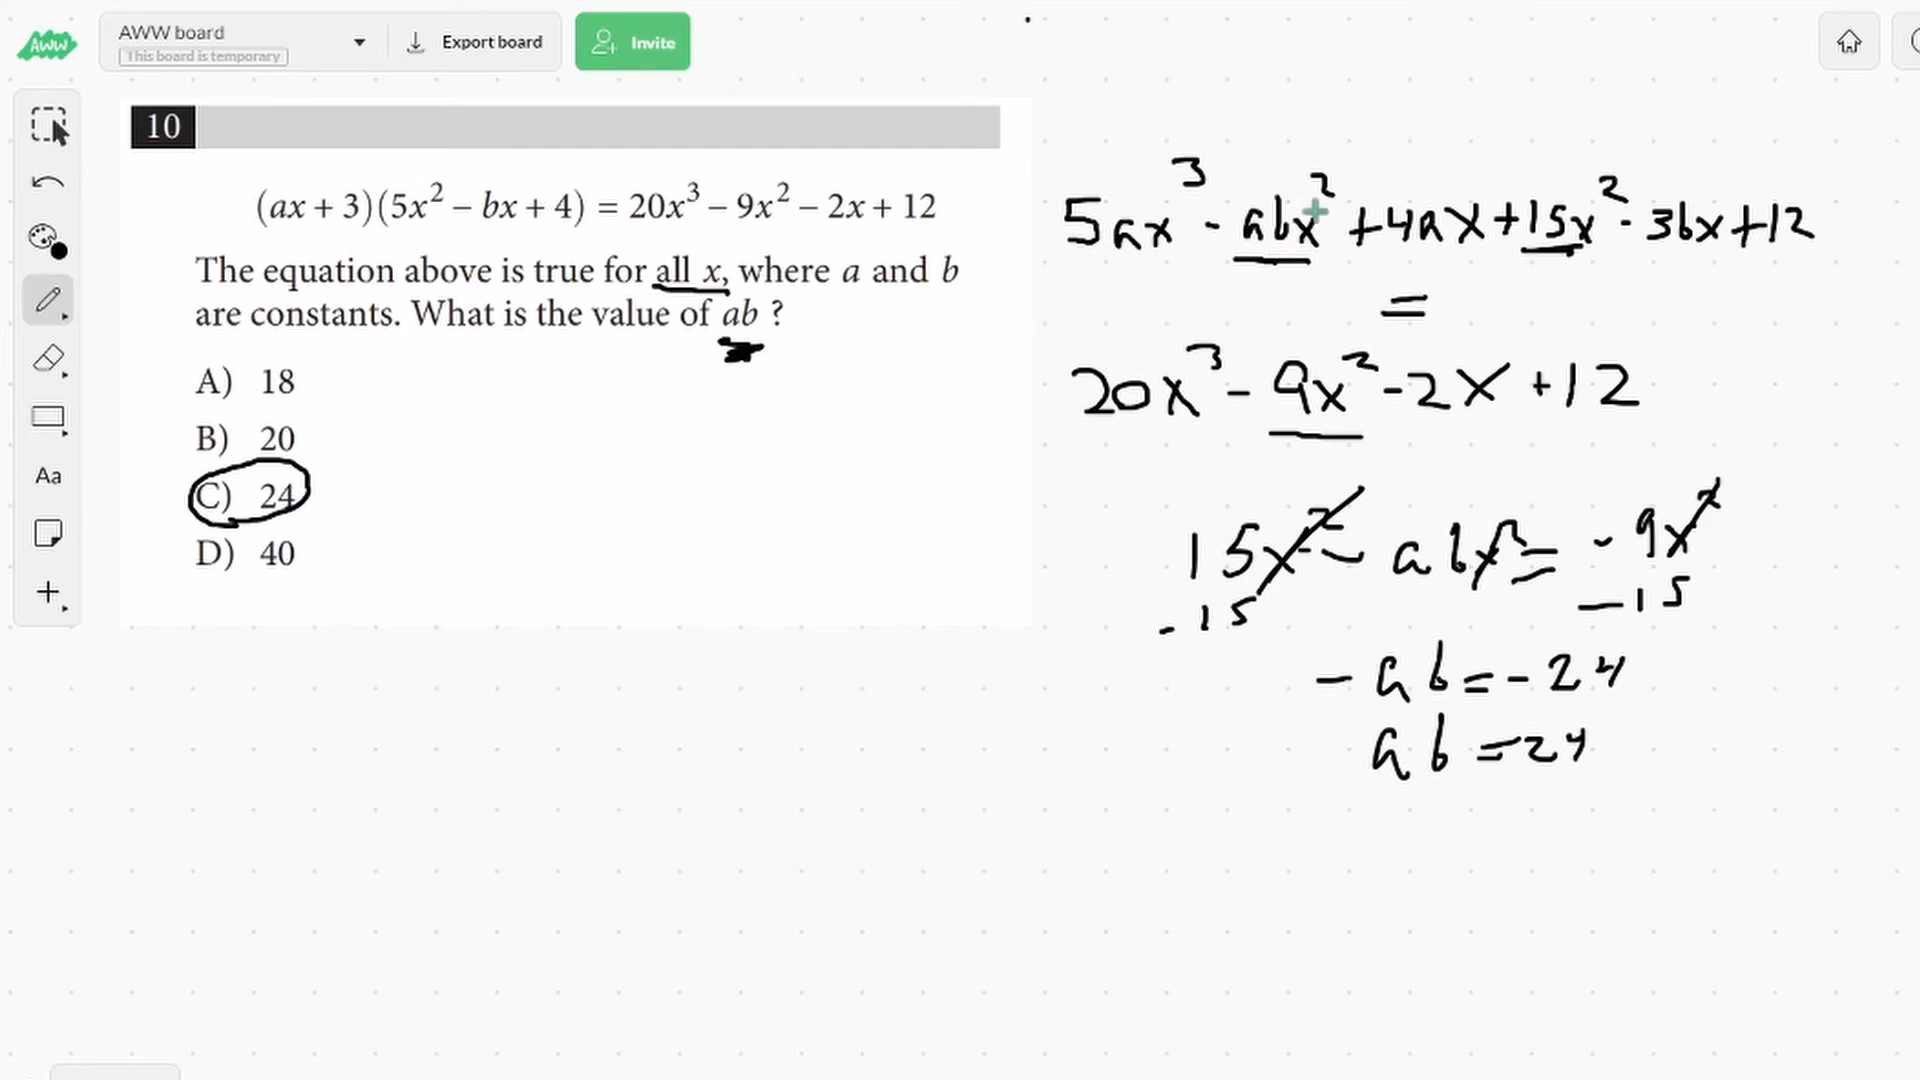 AWW
AWW board
This board is temporary
Export board
Invite
10
(ax + 3)(5x² − bx + 4) = 20x³ − 9x² − 2x + 12
The equation above is true for all x, where a and b
are constants. What is the value of ab ?
A) 18
B) 20
C) 24
D) 40
Aa
5ax³ - abx² + 4ax + 15x² - 3bx + 12
=
20x³ - 9x² - 2x + 12
15x² - abx² = -9x²
-15 -15
-ab = -24
ab = 24